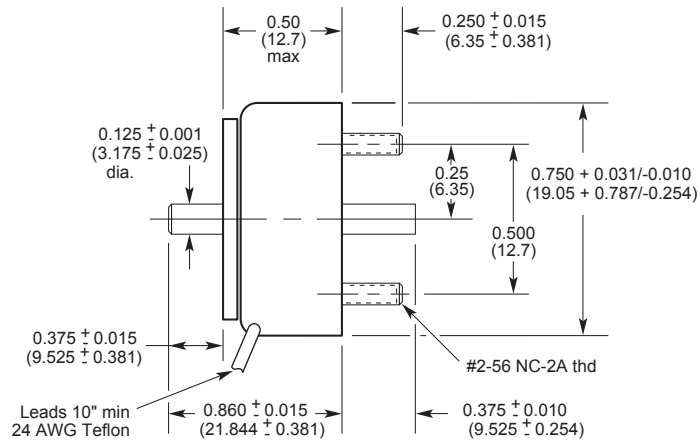 0.50
(12.7)
max
0.250 ± 0.015
(6.35 ± 0.381)
0.125 ± 0.001
(3.175 ± 0.025)
dia.
0.25
(6.35)
0.750 + 0.031/-0.010
(19.05 + 0.787/-0.254)
0.500
(12.7)
0.375 ± 0.015
(9.525 ± 0.381)
#2-56 NC-2A thd
Leads 10" min
24 AWG Teflon
0.860 ± 0.015
(21.844 ± 0.381)
0.375 ± 0.010
(9.525 ± 0.254)